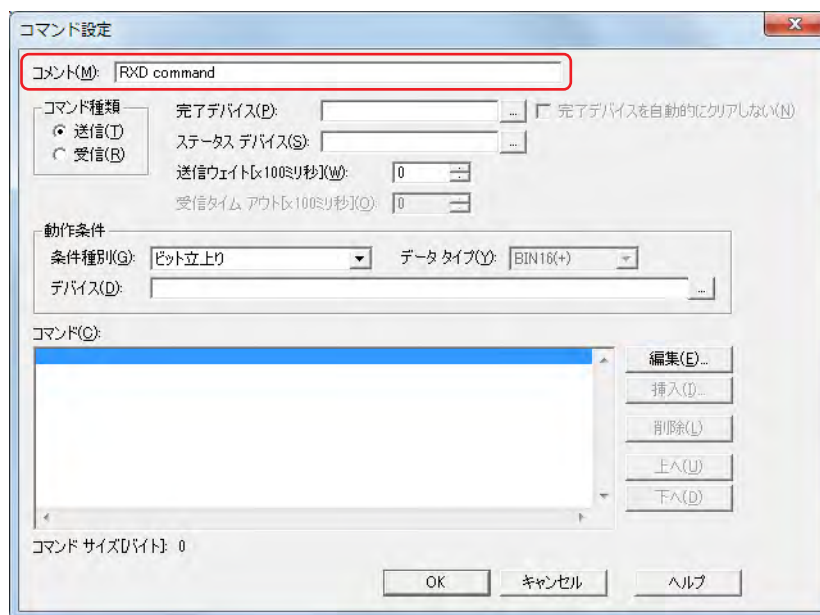 コマンド設定
コメント(M): RXD command
コマンド種類
送信(T)
受信(R)
完了デバイス(P): ... 完了デバイスを自動的にクリアしない(N)
ステータス デバイス(S): ...
送信ウェイト[x100ミリ秒](W): 0
受信タイム アウト[x100ミリ秒](O): 0
動作条件
条件種別(G): ビット立上り データ タイプ(Y): BIN16(+)
デバイス(D): ...
コマンド(C):
編集(E)...
挿入(I)...
削除(L)
上へ(U)
下へ(D)
コマンド サイズ[バイト]: 0
OK キャンセル ヘルプ